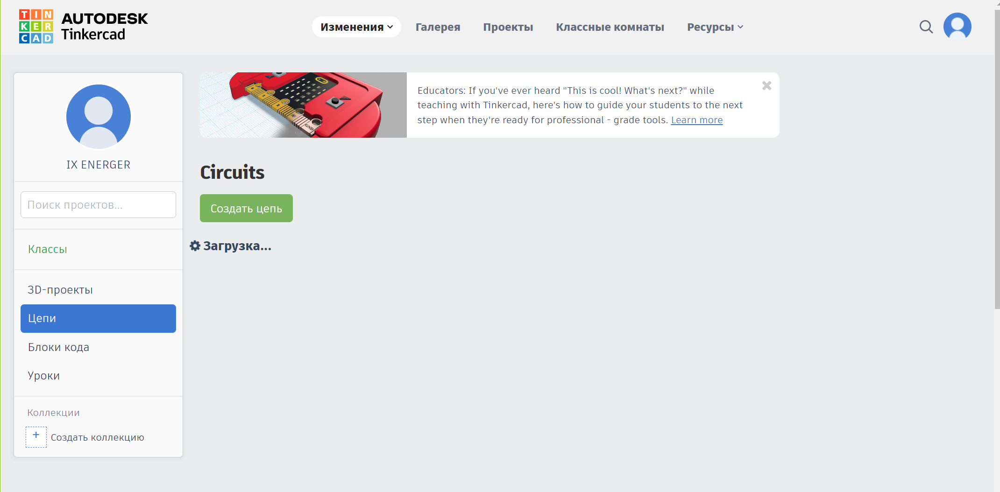 TIN
KER
CAD
AUTODESK
Tinkercad
Изменения
Галерея
Проекты
Классные комнаты
Ресурсы
IX ENERGER
Поиск проектов...
Классы
3D-проекты
Цепи
Блоки кода
Уроки
Коллекции
+ Создать коллекцию
GND
Educators: If you've ever heard "This is cool! What's next?" while
teaching with Tinkercad, here's how to guide your students to the next
step when they're ready for professional - grade tools. Learn more
Circuits
Создать цепь
Загрузка...